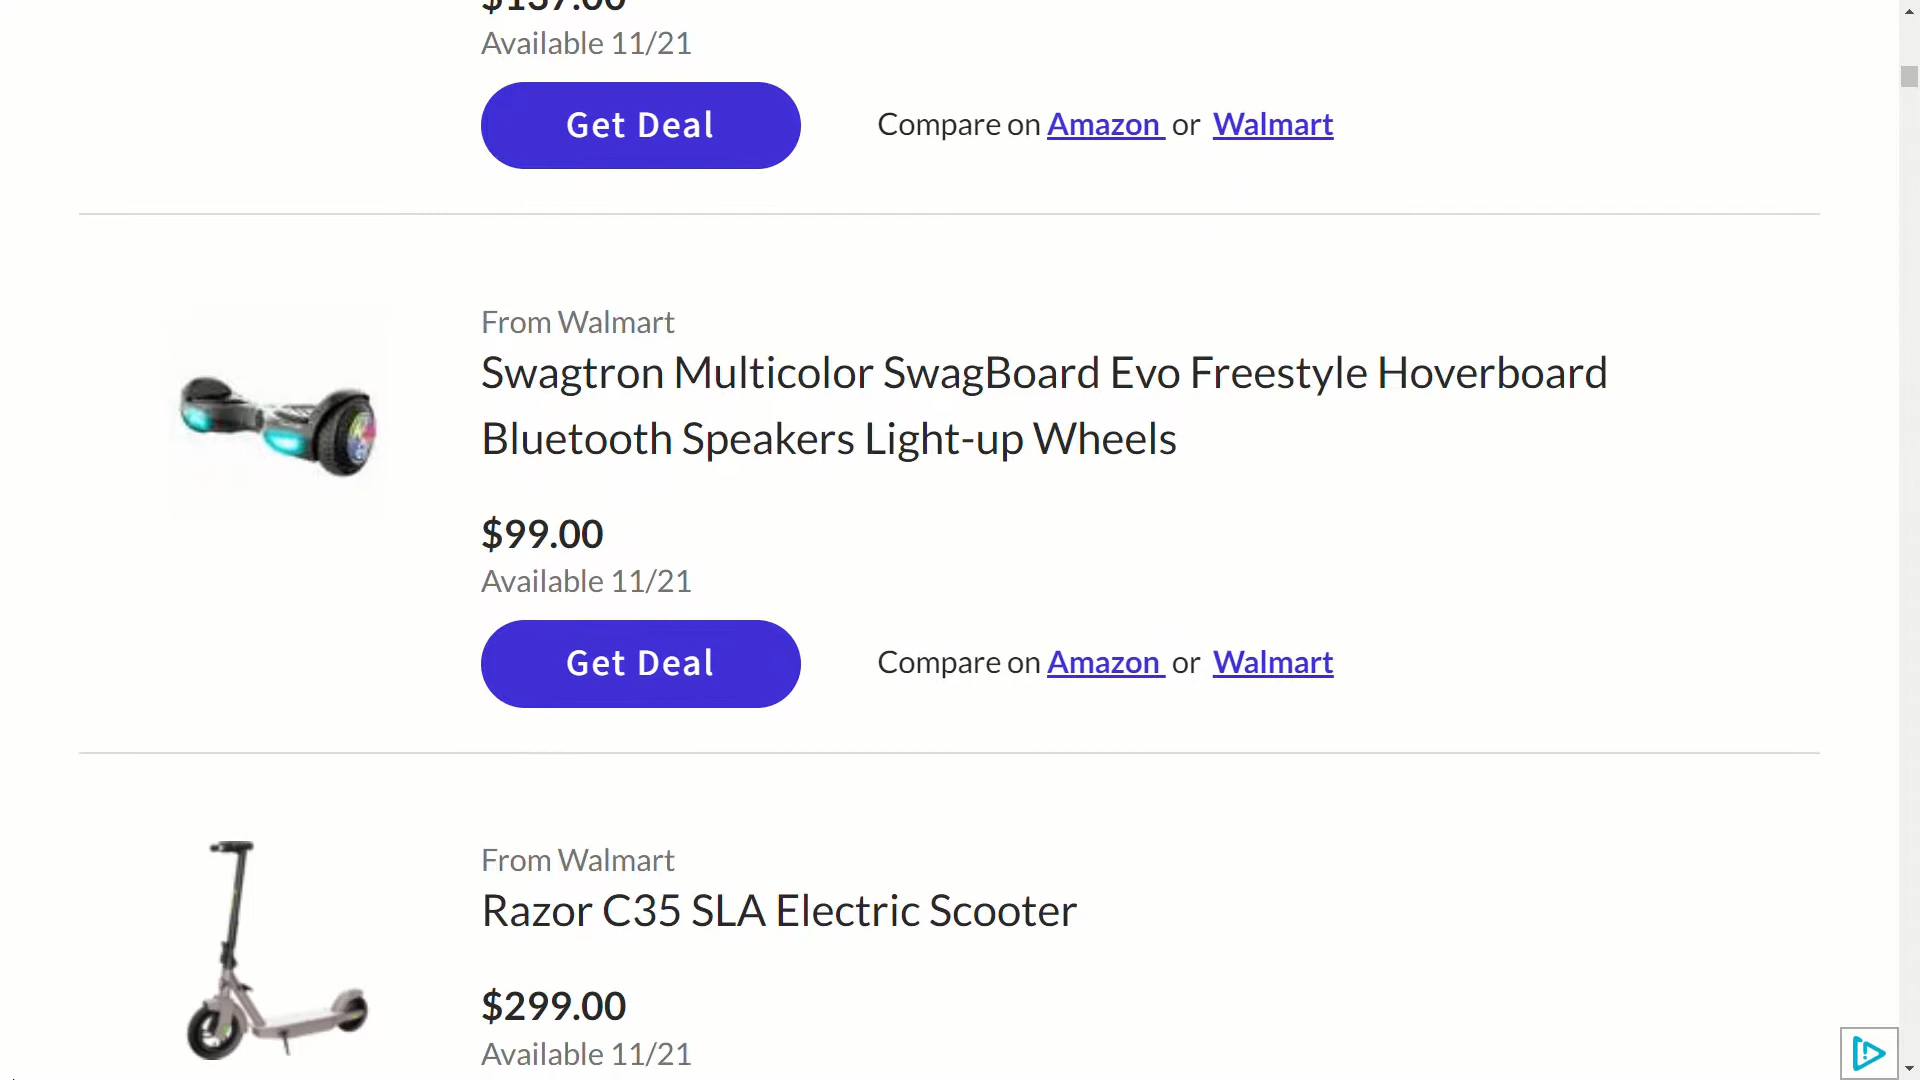 $137.00
Available 11/21
Get Deal
Compare on Amazon or Walmart
From Walmart
Swagtron Multicolor SwagBoard Evo Freestyle Hoverboard
Bluetooth Speakers Light-up Wheels
$99.00
Available 11/21
Get Deal
Compare on Amazon or Walmart
From Walmart
Razor C35 SLA Electric Scooter
$299.00
Available 11/21